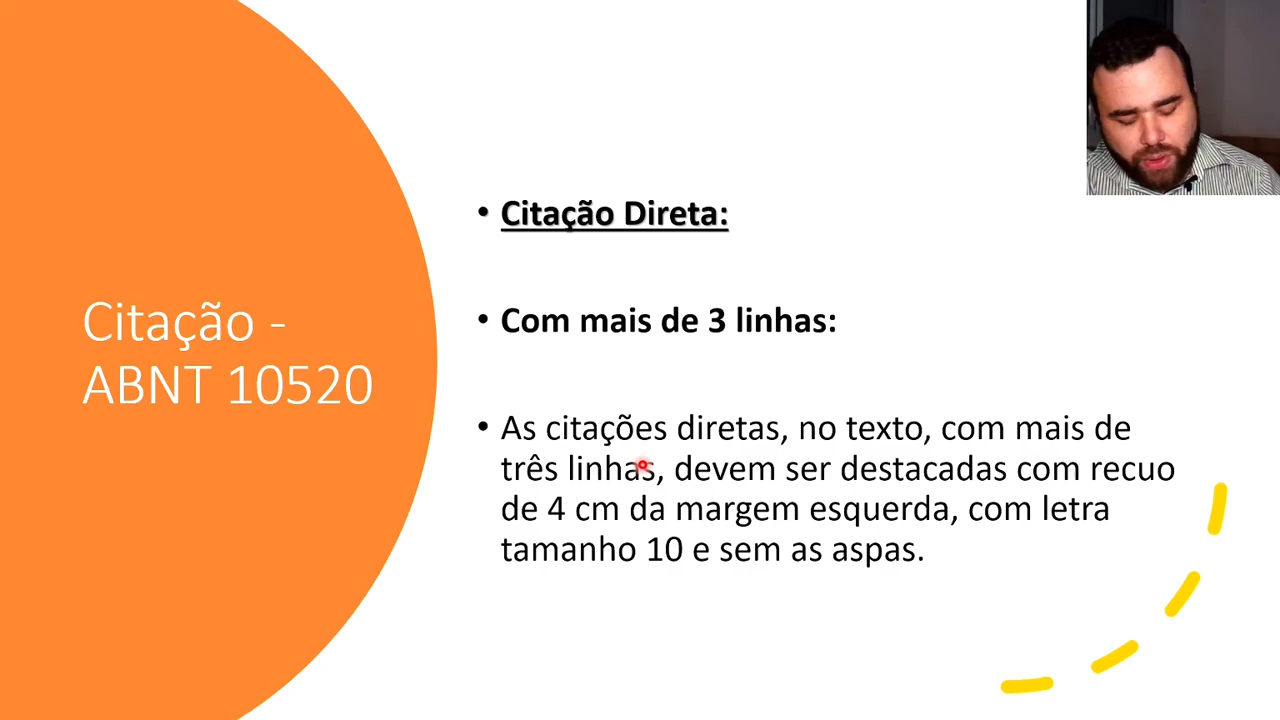 Citação -
ABNT 10520
• Citação Direta:
• Com mais de 3 linhas:
• As citações diretas, no texto, com mais de
três linhas, devem ser destacadas com recuo
de 4 cm da margem esquerda, com letra
tamanho 10 e sem as aspas.